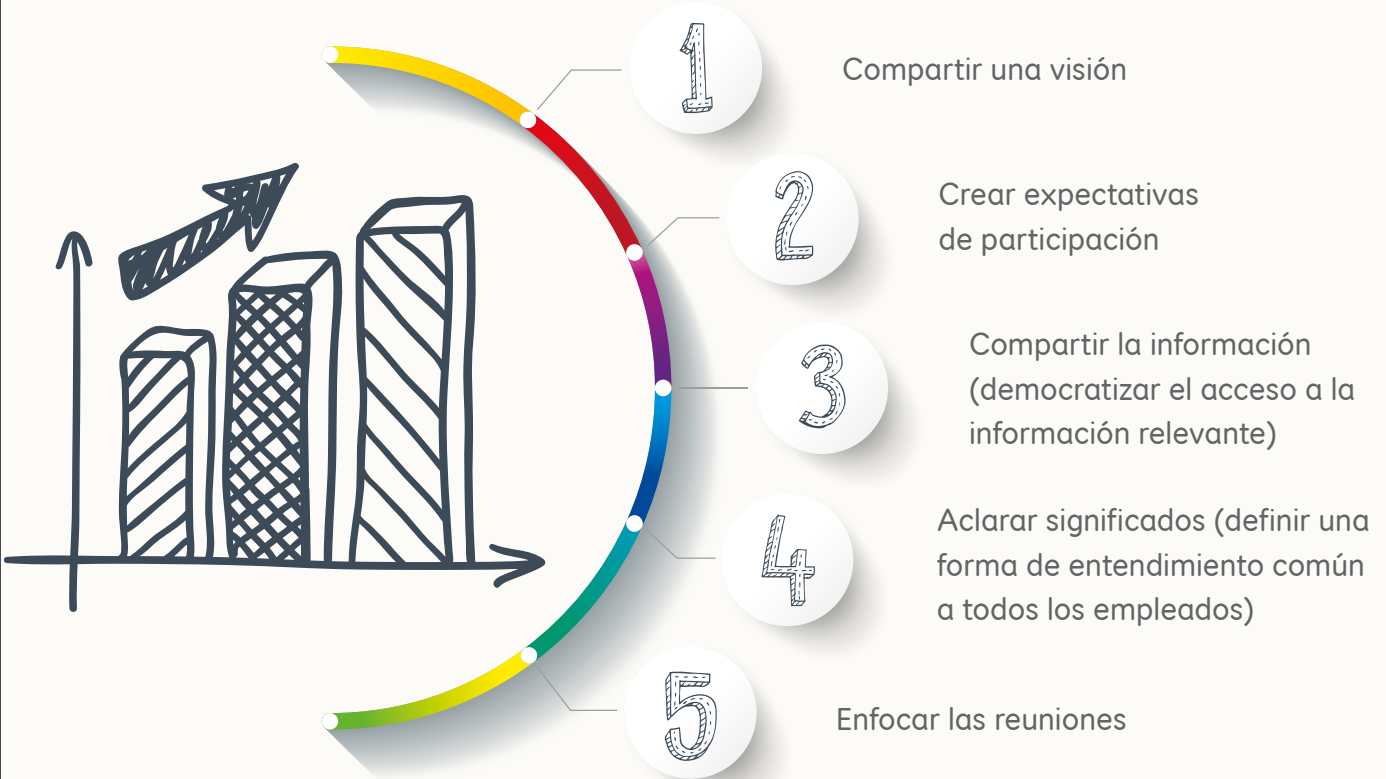 1
Compartir una visión
2
Crear expectativas
de participación
3
Compartir la información
(democratizar el acceso a la
información relevante)
4
Aclarar significados (definir una
forma de entendimiento común
a todos los empleados)
5
Enfocar las reuniones